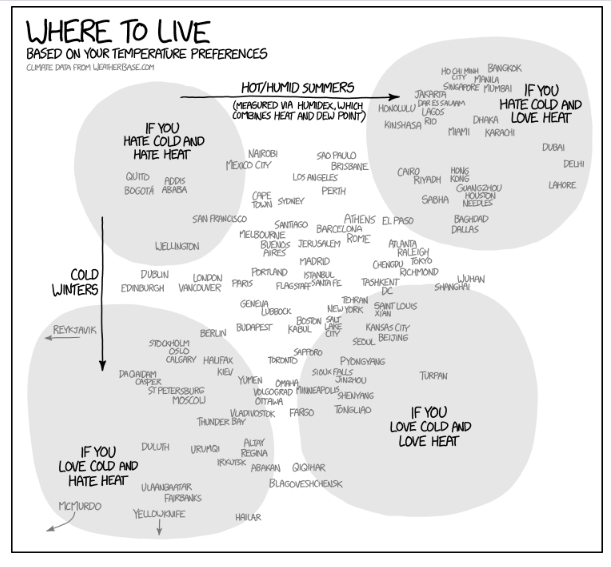 WHERE TO LIVE
BASED ON YOUR TEMPERATURE PREFERENCES
CLIMATE DATA FROM WEATHERBASE.COM
HOT/HUMID SUMMERS
(MEASURED VIA HUMIDEX, WHICH
COMBINES HEAT AND DEW POINT)
COLD
WINTERS
IF YOU
HATE COLD AND
HATE HEAT
QUITO
ADDIS
ABABA
BOGOTÁ
WELLINGTON
HO CHI MINH
CITY
BANGKOK
MANILA
SINGAPORE
MUMBAI
JAKARTA
IF YOU
HATE COLD AND
LOVE HEAT
HONOLULU
DAR ES SALAAM
LAGOS
RIO
KINSHASA
DHAKA
MIAMI
KARACHI
DUBAI
DELHI
LAHORE
CAIRO
RIYADH
HONG
KONG
GUANGZHOU
SABHA
HOUSTON
NEEDLES
BAGHDAD
DALLAS
NAIROBI
MEXICO CITY
SAO PAULO
BRISBANE
LOS ANGELES
PERTH
CAPE
TOWN
SYDNEY
SAN FRANCISCO
SANTIAGO
ATHENS
EL PASO
MELBOURNE
BARCELONA
BUENOS
AIRES
JERUSALEM
ROME
ATLANTA
RALEIGH
MADRID
CHENGDU
TOKYO
RICHMOND
DUBLIN
LONDON
PORTLAND
ISTANBUL
EDINBURGH
VANCOUVER
PARIS
FLAGSTAFF
SANTA FE
TASHKENT
DC
WUHAN
SHANGHAI
GENEVA
LUBBOCK
TEHRAN
NEW YORK
SAINT LOUIS
XIAN
REYKJAVIK
BERLIN
BUDAPEST
KABUL
BOSTON
SALT
LAKE
CITY
KANSAS CITY
SEOUL
BEIJING
STOCKHOLM
OSLO
CALGARY
HALIFAX
TORONTO
SAPPORO
PYONGYANG
DAQAIDAM
CASPER
KIEV
YUMEN
OMAHA
SIOUX FALLS
JINZHOU
TURPAN
ST PETERSBURG
MOSCOW
VOLGOGRAD
MINNEAPOLIS
OTTAWA
SHENYANG
VLADIVOSTOK
FARGO
TONGLIAO
THUNDER BAY
IF YOU
LOVE COLD AND
LOVE HEAT
IF YOU
LOVE COLD AND
HATE HEAT
DULUTH
URUMQI
ALTAY
REGINA
IRKUTSK
ABAKAN
QIQIHAR
ULAANBAATAR
BLAGOVESHCHENSK
FAIRBANKS
MCMURDO
YELLOWKNIFE
HAILAR